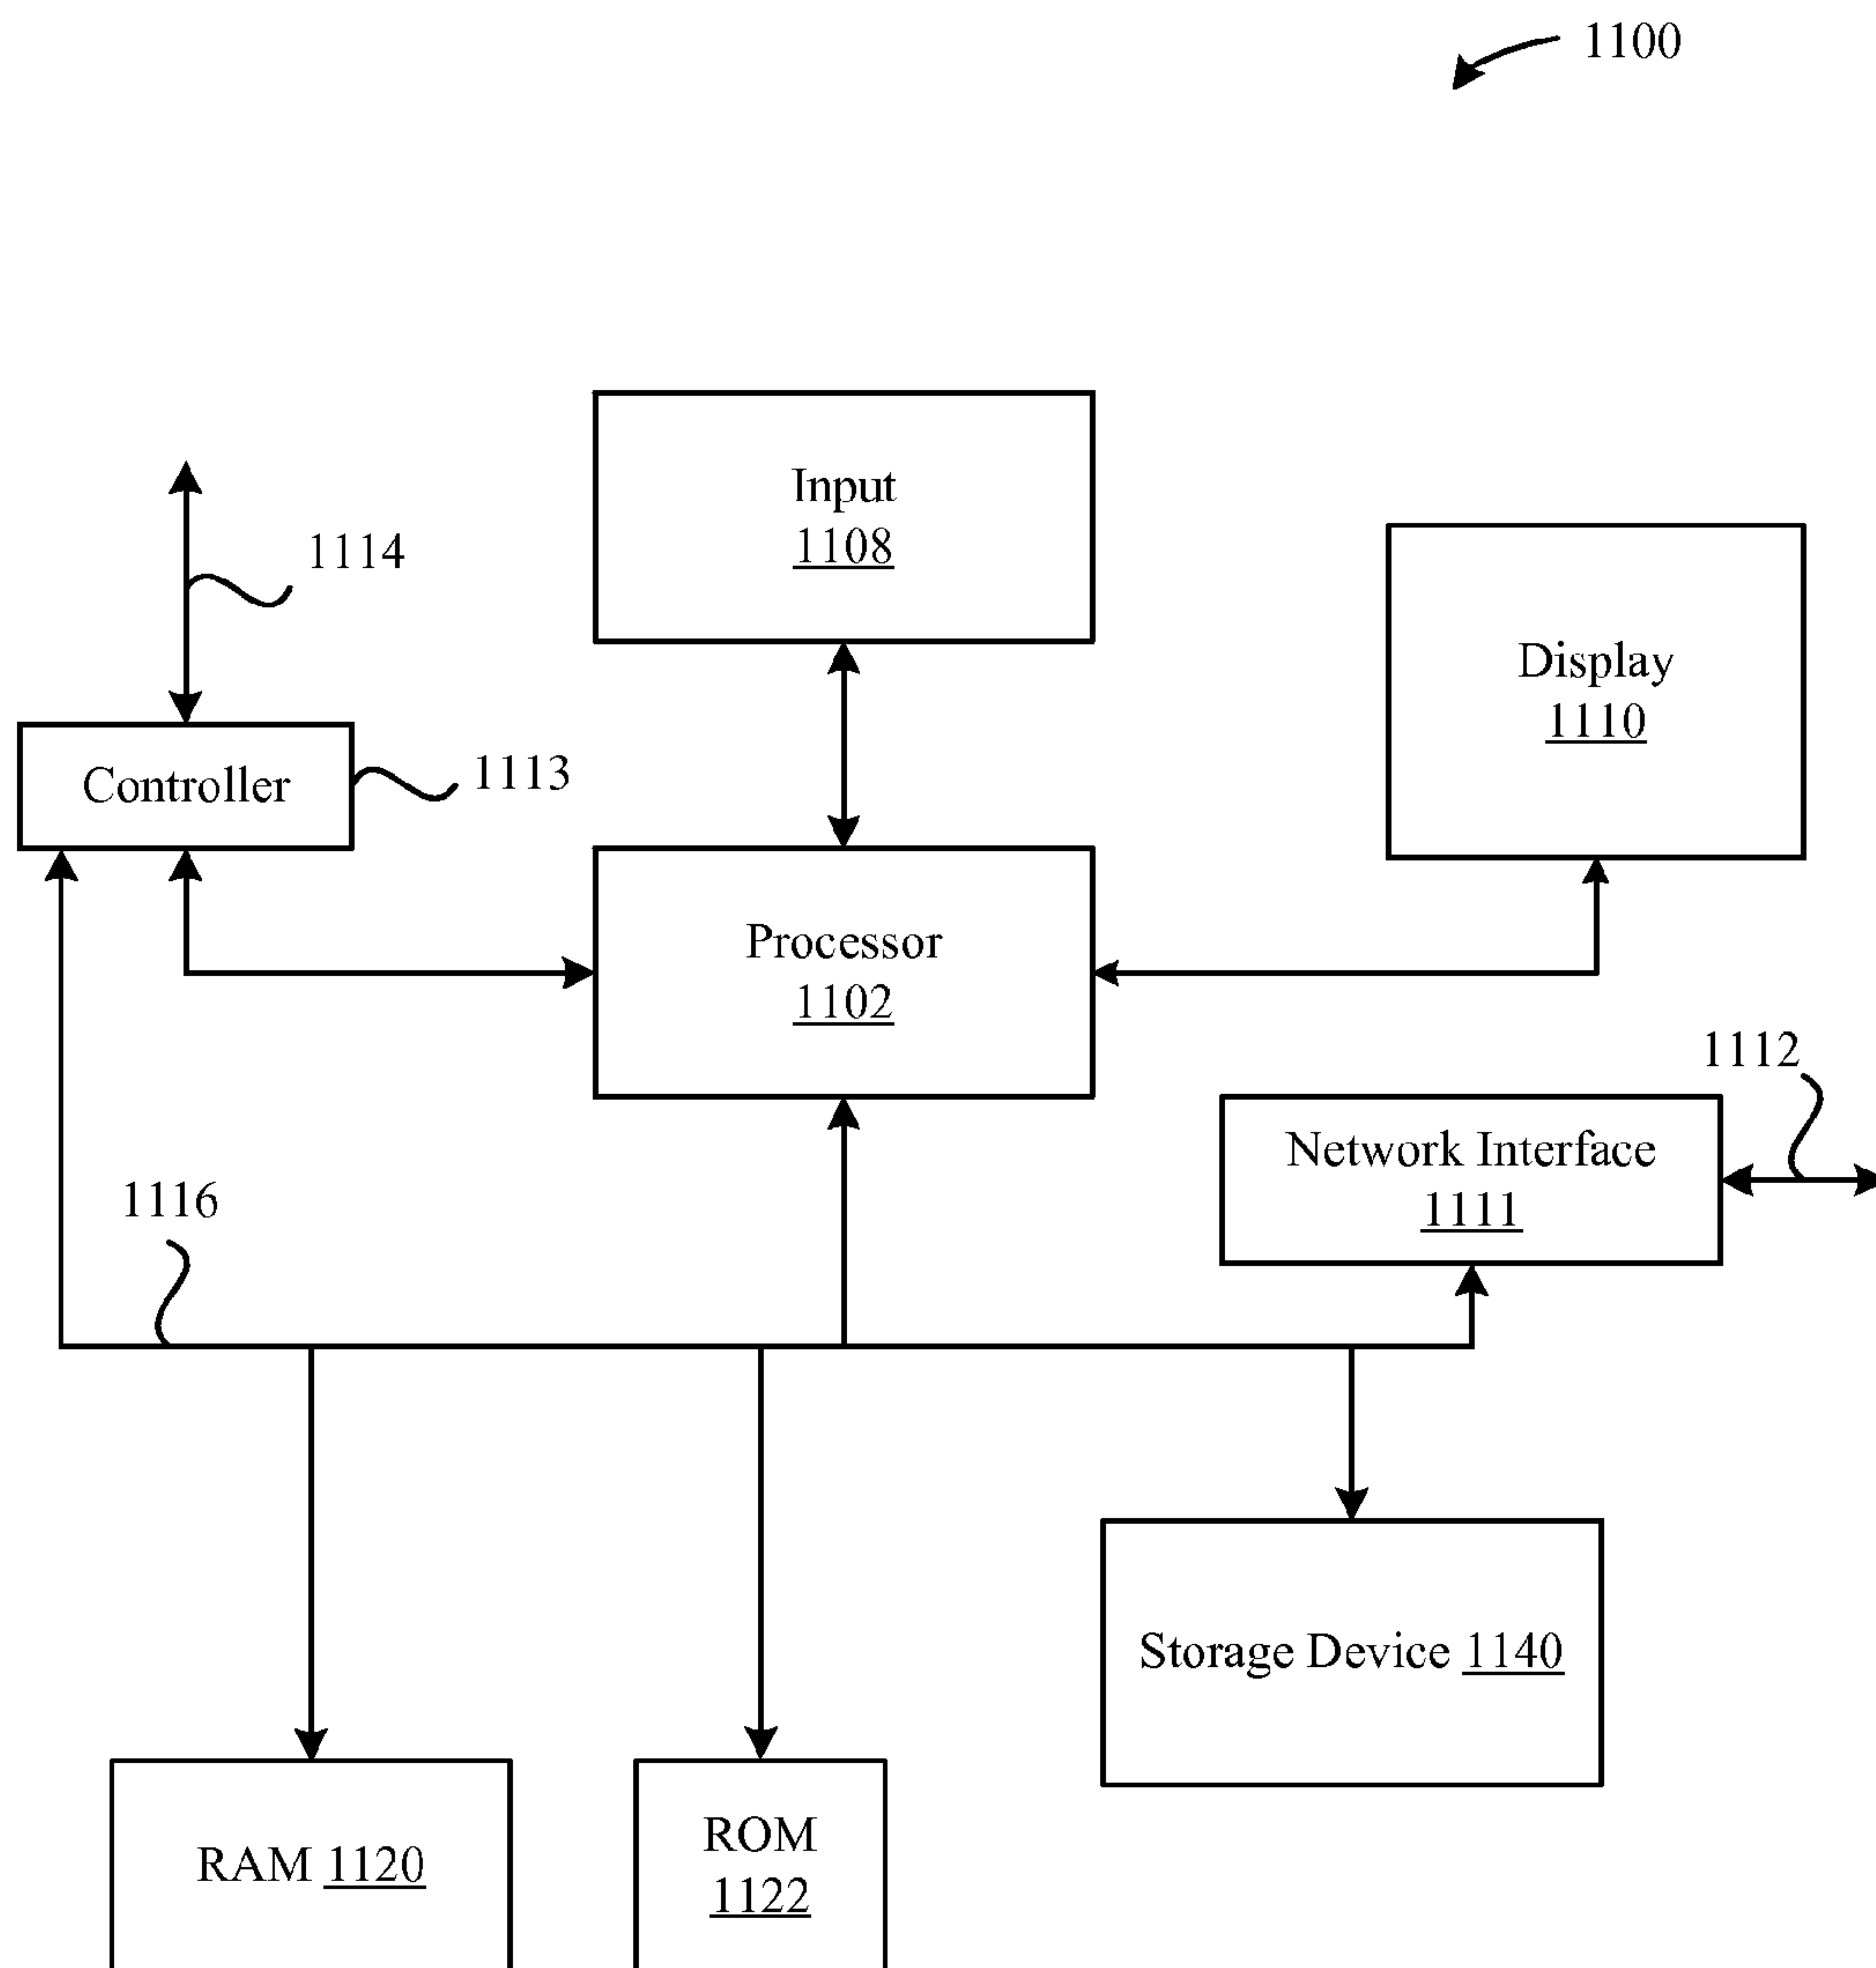 1100
Input
1108
1114
Display
1110
Controller
1113
Processor
1102
1112
Network Interface
1111
1116
Storage Device 1140
ROM
1122
RAM 1120